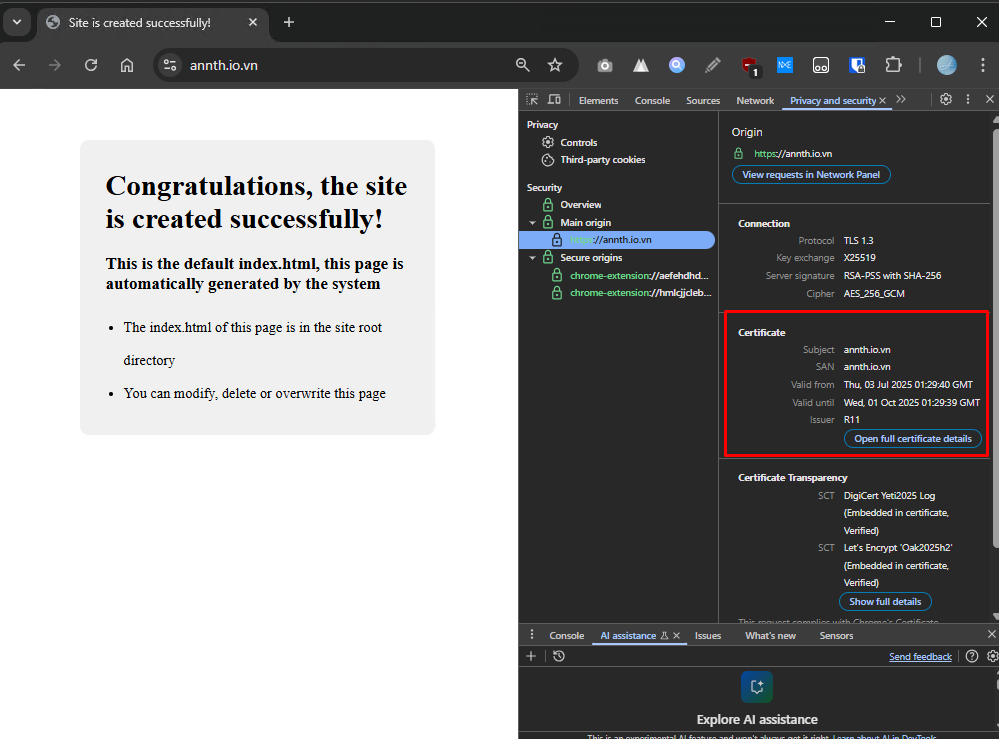 Site is created successfully!
annth.io.vn
1
Elements Console Sources Network Privacy and security
Congratulations, the site
is created successfully!
This is the default index.html, this page is
automatically generated by the system
The index.html of this page is in the site root
directory
You can modify, delete or overwrite this page
Privacy
Controls
Third-party cookies
Security
Overview
Main origin
https://annth.io.vn
Secure origins
chrome-extension://aefehdhd...
chrome-extension://hmlcjjcleb...
Origin
https://annth.io.vn
View requests in Network Panel
Connection
Protocol TLS 1.3
Key exchange X25519
Server signature RSA-PSS with SHA-256
Cipher AES_256_GCM
Certificate
Subject annth.io.vn
SAN annth.io.vn
Valid from Thu, 03 Jul 2025 01:29:40 GMT
Valid until Wed, 01 Oct 2025 01:29:39 GMT
Issuer R11
Open full certificate details
Certificate Transparency
SCT DigiCert Yeti2025 Log
(Embedded in certificate,
Verified)
SCT Let's Encrypt 'Oak2025h2'
(Embedded in certificate,
Verified)
Show full details
This request complies with Chrome's Certificate
Console AI assistance Issues What's new Sensors
Send feedback
Explore AI assistance
This is an experimental AI feature and won't always get it right. Learn about AI in DevTools